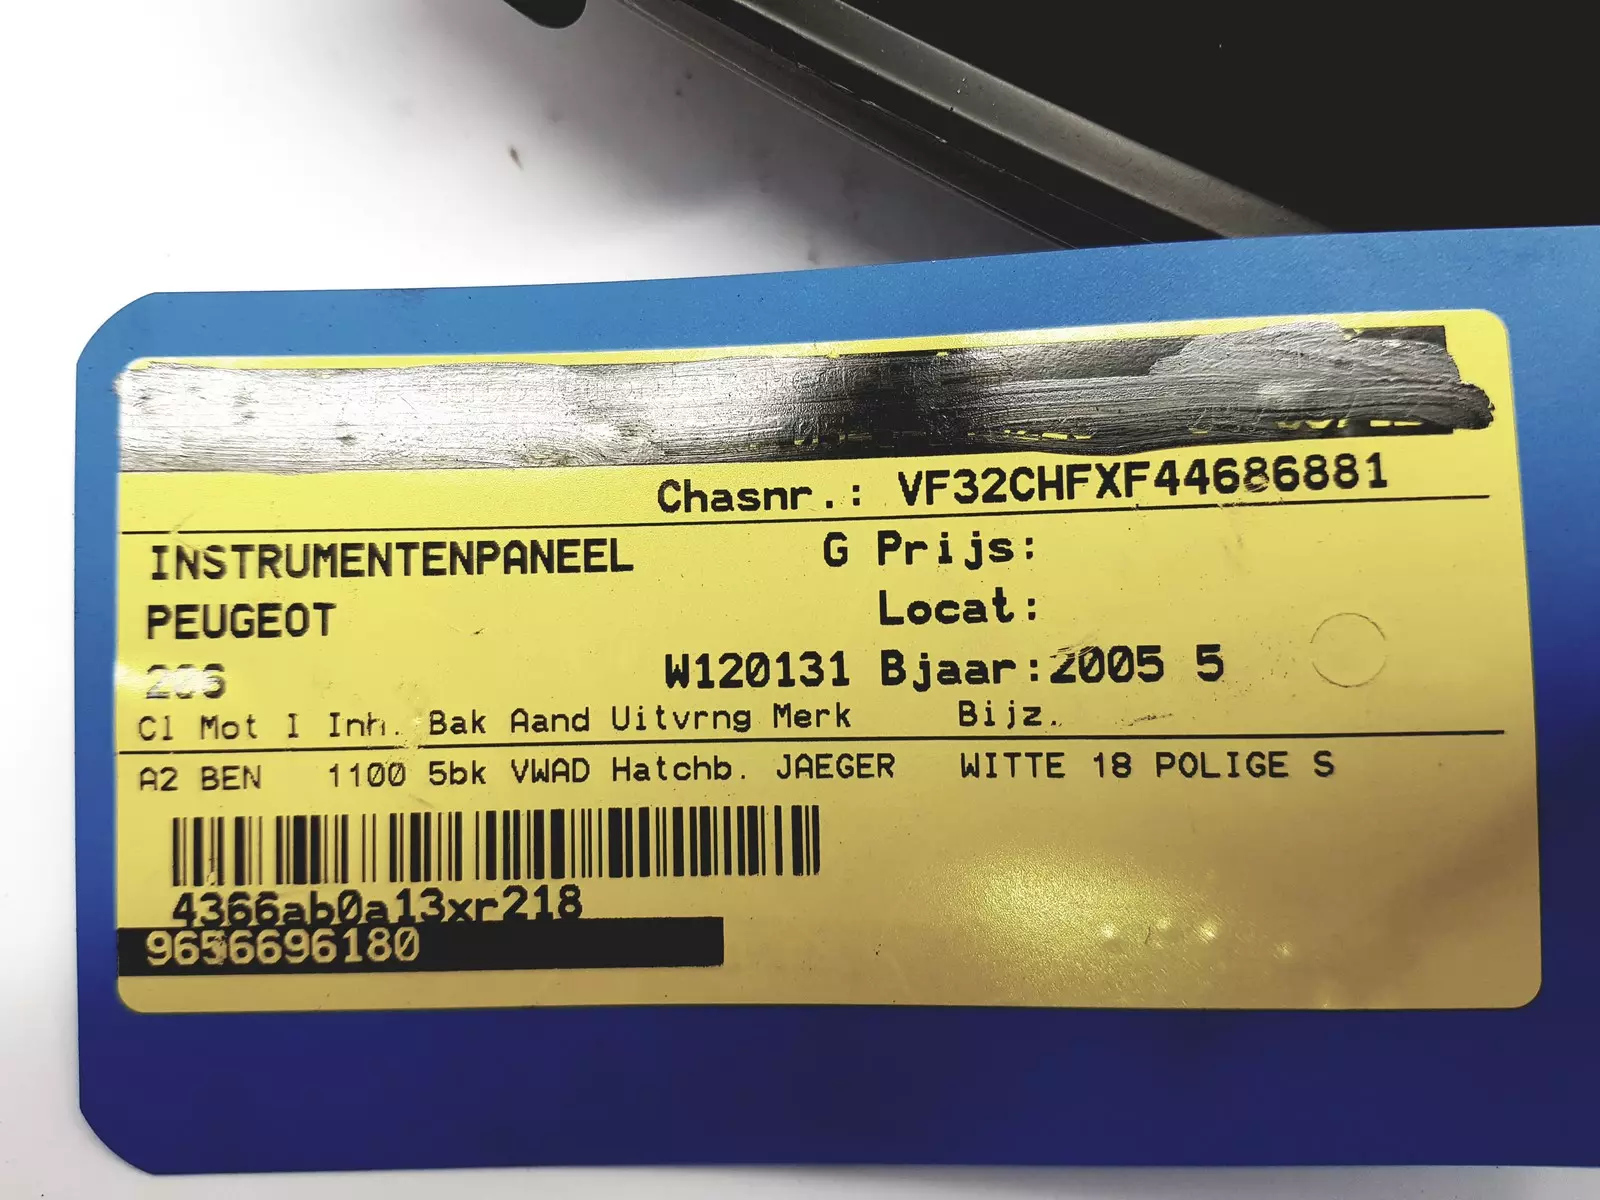 Chasnr.: VF32CHFXF44686881
INSTRUMENTENPANEEL G Prijs:
PEUGEOT Locat:
206 W120131 Bjaar:2005 5
Cl Mot I Inh. Bak Aand Uitvrng Merk Bijz.
A2 BEN 1100 5bk VWAD Hatchb. JAEGER WITTE 18 POLIGE S
4366ab0a13xr218
9656696180